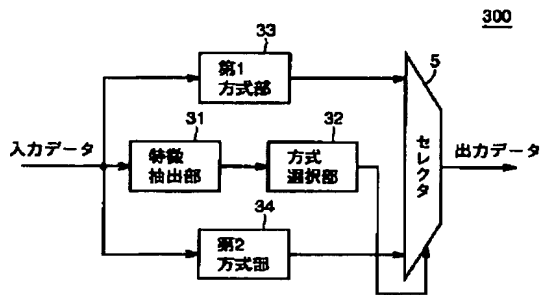 300
33
第1
方式部
5
31
32
入力データ
特徴
抽出部
方式
選択部
セレクタ
出力データ
34
第2
方式部